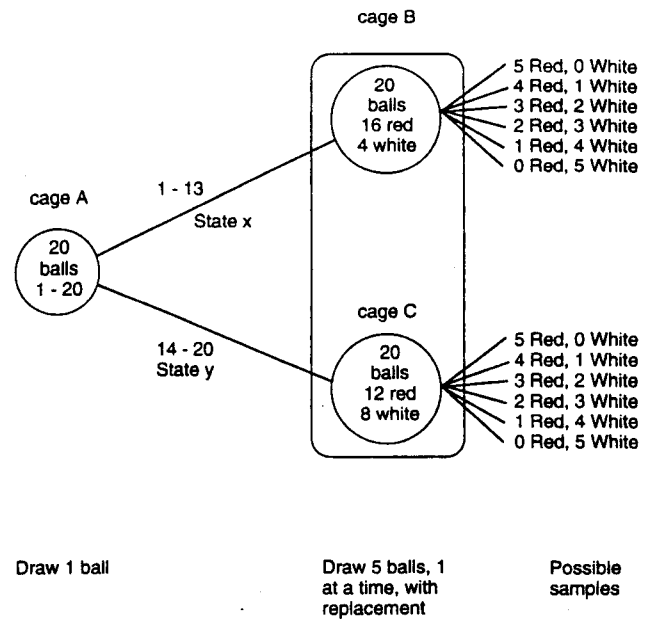 cage B
20
balls
16 red
4 white
5 Red, 0 White
4 Red, 1 White
3 Red, 2 White
2 Red, 3 White
1 Red, 4 White
0 Red, 5 White
1 - 13
State x
cage A
20
balls
1 - 20
14 - 20
State y
cage C
20
balls
12 red
8 white
5 Red, 0 White
4 Red, 1 White
3 Red, 2 White
2 Red, 3 White
1 Red, 4 White
0 Red, 5 White
Draw 1 ball
Draw 5 balls, 1
at a time, with
replacement
Possible
samples